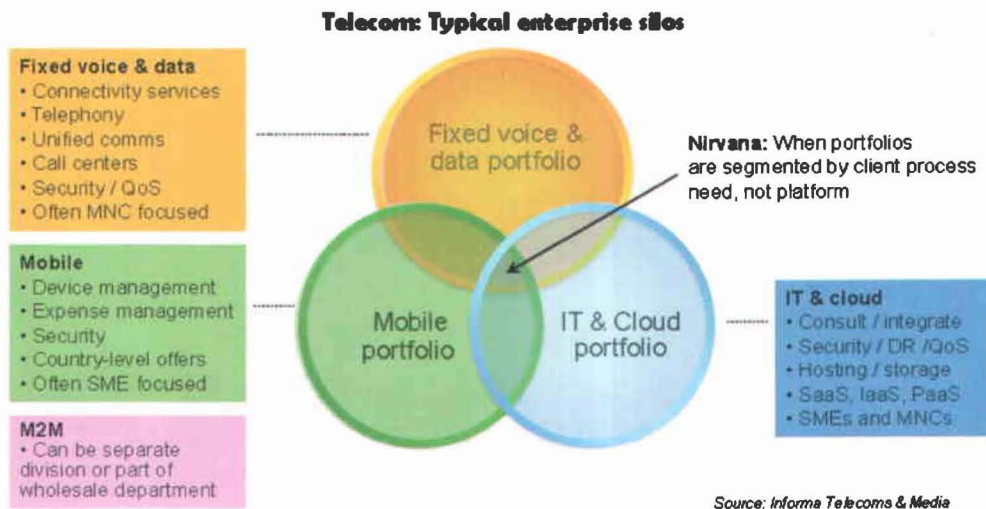 Telecom: Typical enterprise silos
Fixed voice & data
• Connectivity services
• Telephony
• Unified comms
• Call centers
• Security / QoS
• Often MNC focused
Mobile
• Device management
• Expense management
• Security
• Country-level offers
• Often SME focused
M2M
• Can be separate
division or part of
wholesale department
Fixed voice &
data portfolio
Mobile
portfolio
IT & Cloud
portfolio
Nirvana: When portfolios
are segmented by client process
need, not platform
IT & cloud
• Consult / integrate
• Security / DR /QoS
• Hosting / storage
• SaaS, IaaS, PaaS
• SMEs and MNCs
Source: Informa Telecoms & Media